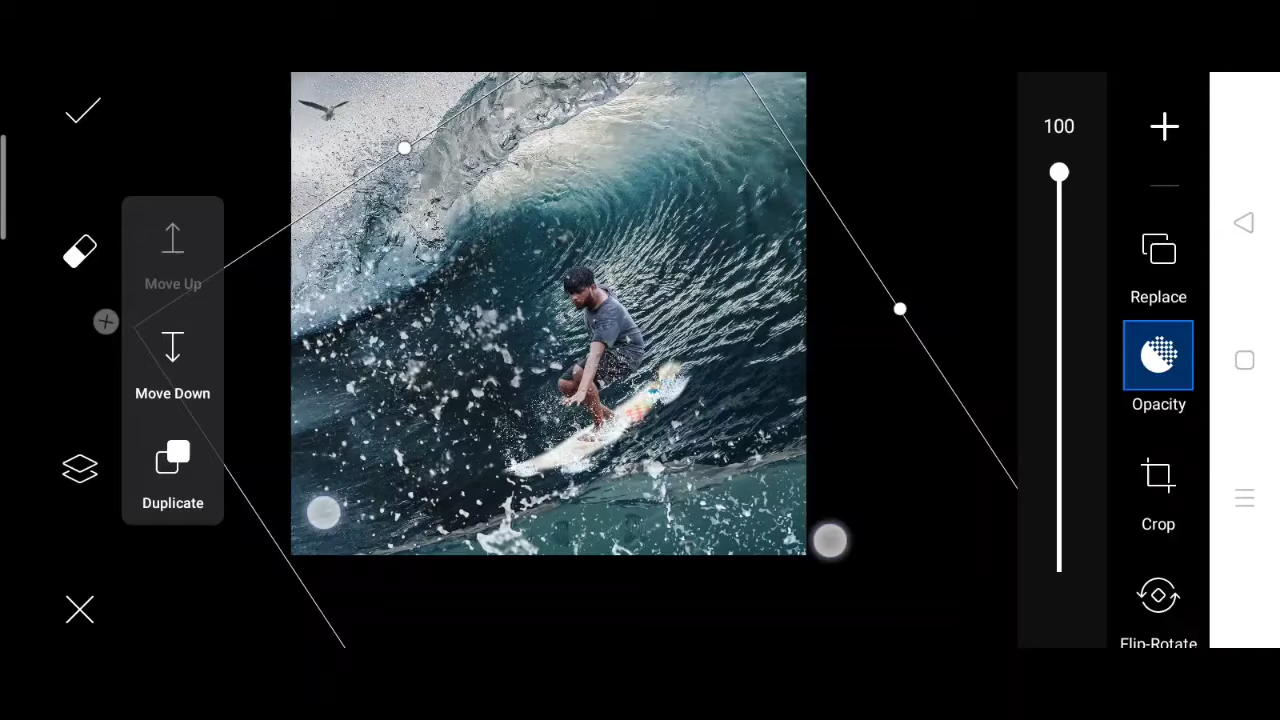 100
Move Up
Move Down
Duplicate
Replace
Opacity
Crop
Flip-Rotate